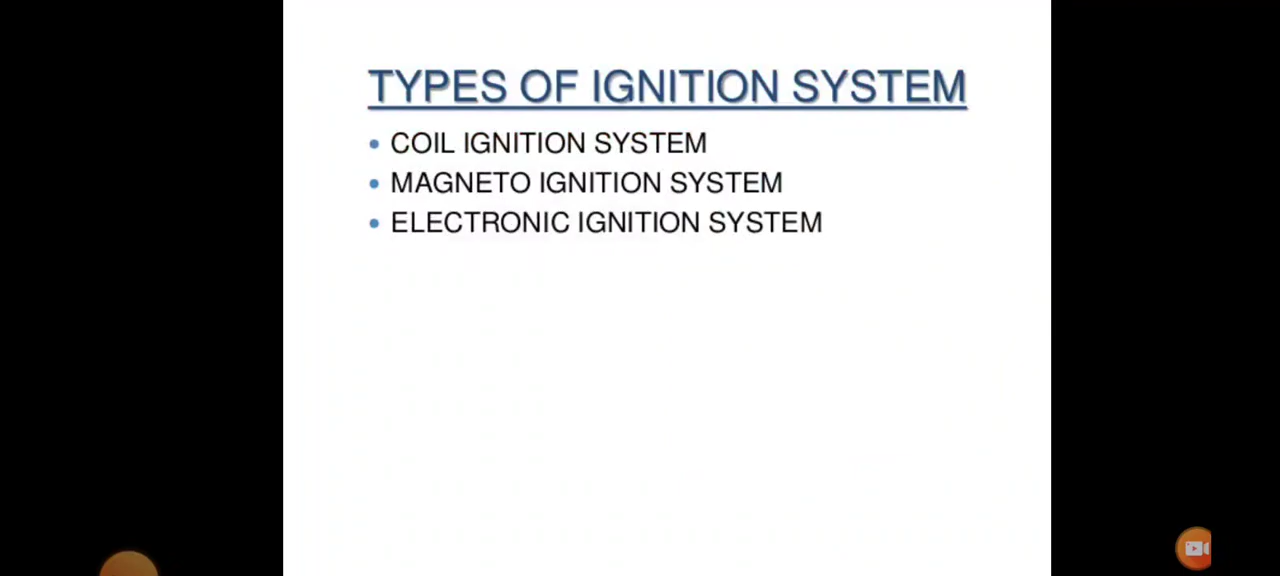 TYPES OF IGNITION SYSTEM
• COIL IGNITION SYSTEM
• MAGNETO IGNITION SYSTEM
• ELECTRONIC IGNITION SYSTEM